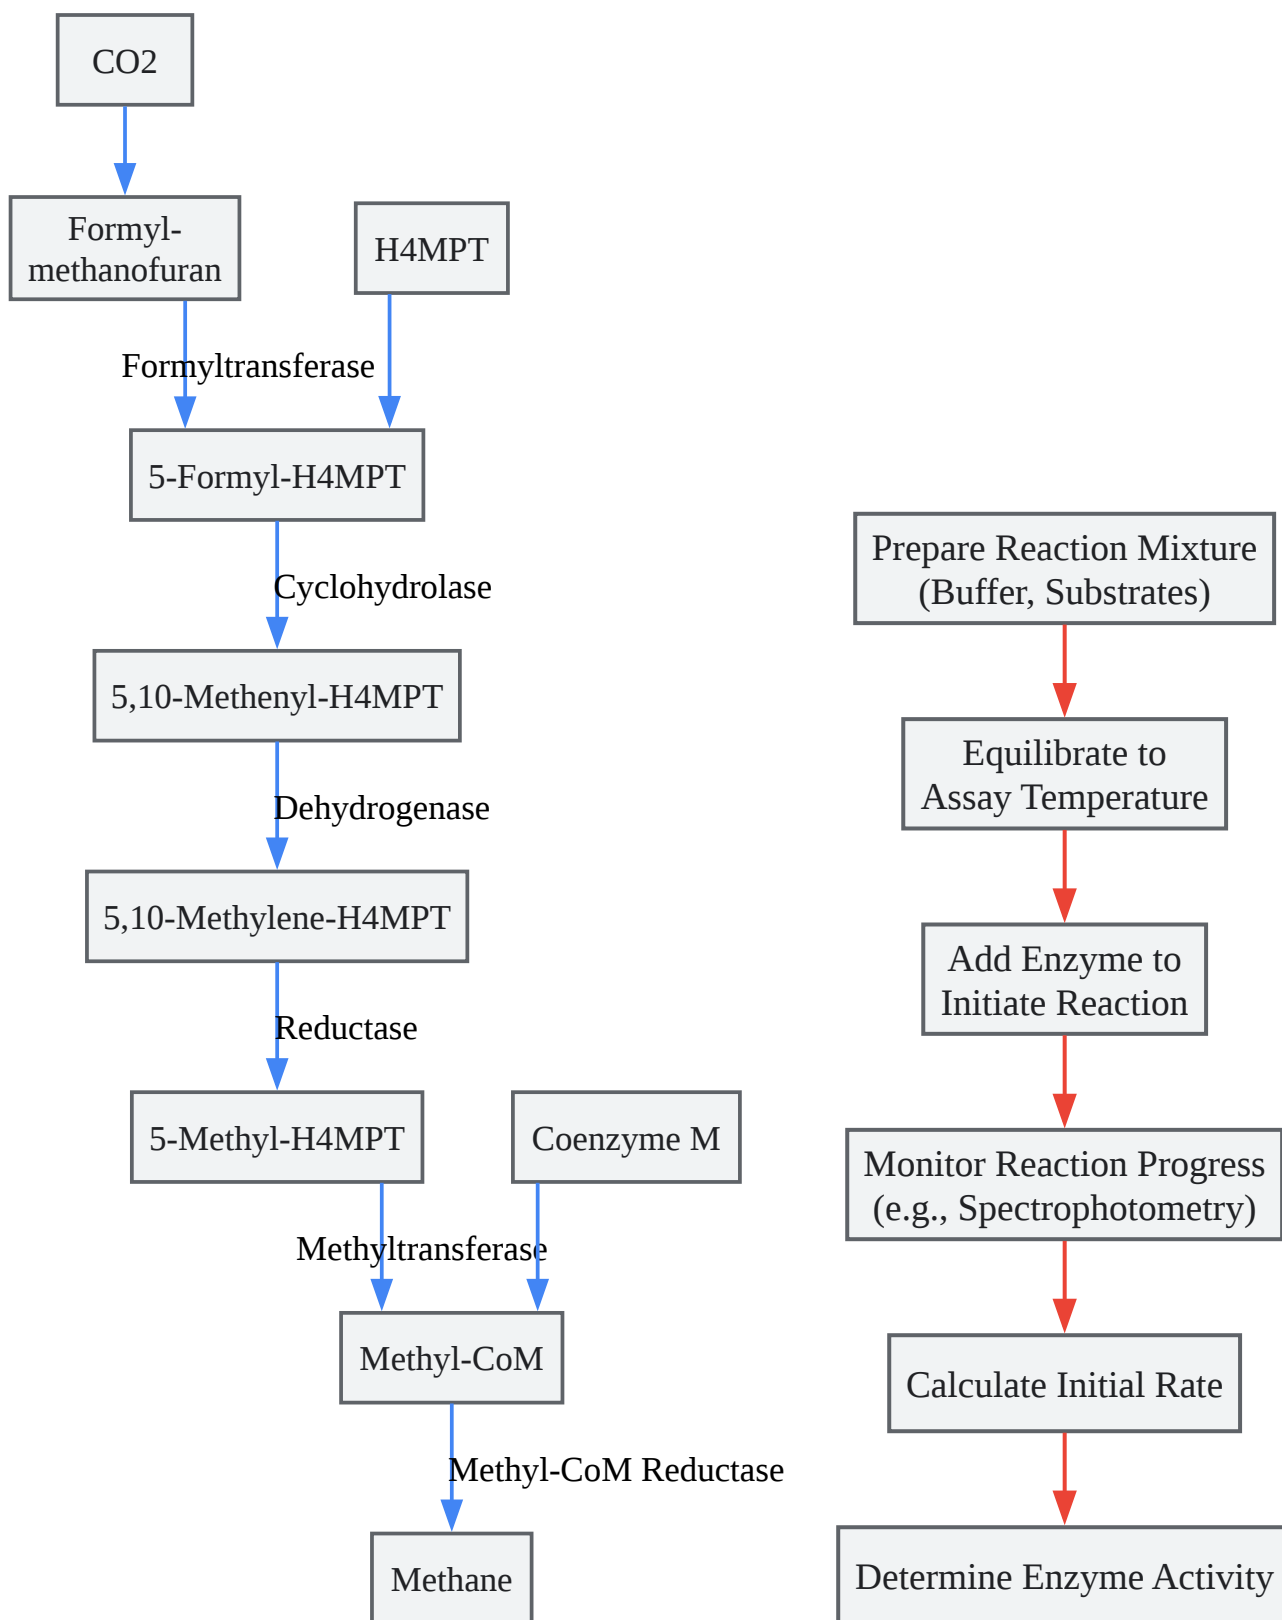 CO2
Formyl-
methanofuran
H4MPT
Formyltransferase
5-Formyl-H4MPT
Cyclohydrolase
5,10-Methenyl-H4MPT
Dehydrogenase
5,10-Methylene-H4MPT
Reductase
5-Methyl-H4MPT
Coenzyme M
Methyltransferase
Methyl-CoM
Methyl-CoM Reductase
Methane
Prepare Reaction Mixture
(Buffer, Substrates)
Equilibrate to
Assay Temperature
Add Enzyme to
Initiate Reaction
Monitor Reaction Progress
(e.g., Spectrophotometry)
Calculate Initial Rate
Determine Enzyme Activity